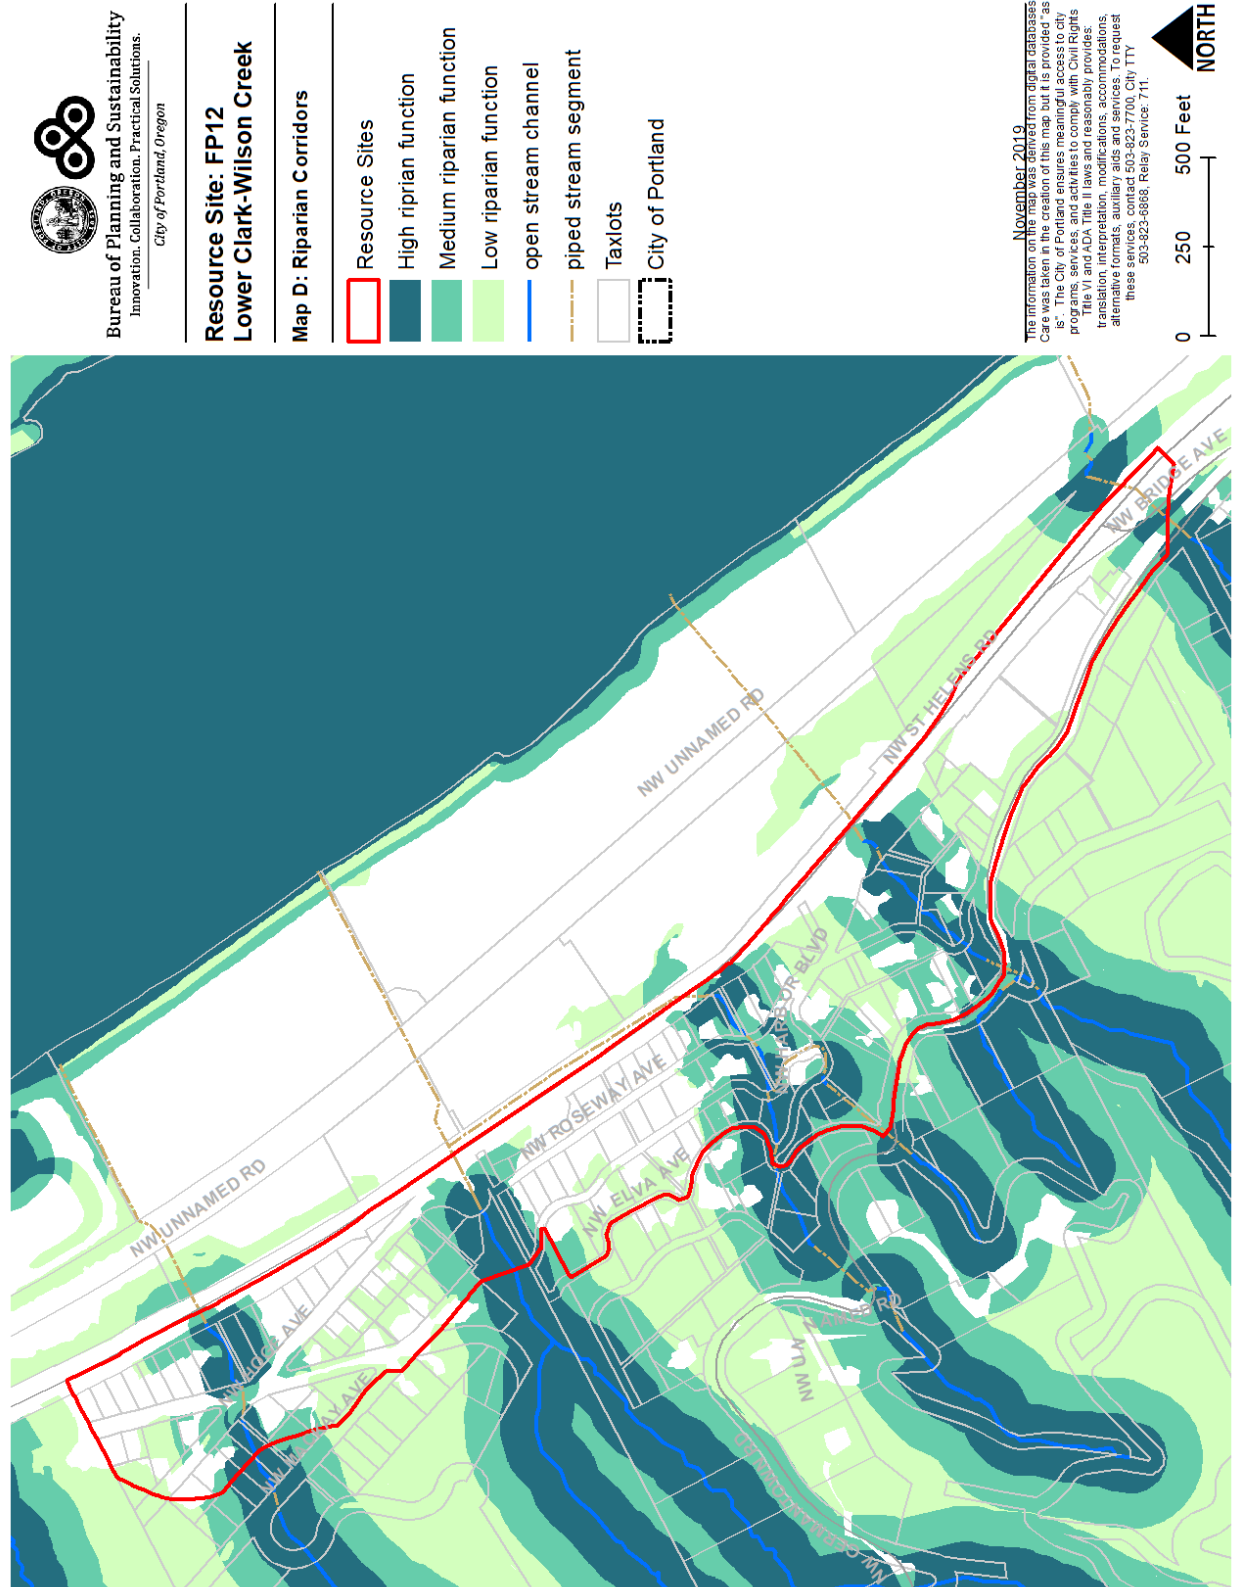 Bureau of Planning and Sustainability
Innovation. Collaboration. Practical Solutions.
City of Portland, Oregon
Resource Site: FP12
Lower Clark-Wilson Creek
Map D: Riparian Corridors
Resource Sites
High riprian function
Medium riparian function
Low riparian function
open stream channel
piped stream segment
Taxlots
City of Portland
November 2019
The information on the map was derived from digital databases
Care was taken in the creation of this map but it is provided "as
is". The City of Portland ensures meaningful access to city
programs, services, and activities to comply with Civil Rights
Title VI and ADA Title II laws and reasonably provides:
translation, interpretation, modifications, accommodations,
alternative formats, auxiliary aids and services. To request
these services, contact 503-823-7700, City TTY
503-823-6868, Relay Service: 711.
0 250 500 Feet
NORTH
NW UNNAMED RD
NW UNNAMED RD
NW ST HELENS RD
NW BRIDGE AVE
NW HARBOR BLVD
NW ROSEWAY AVE
NW ELVA AVE
NW HOGE AVE
NW GERMANTOWN RD